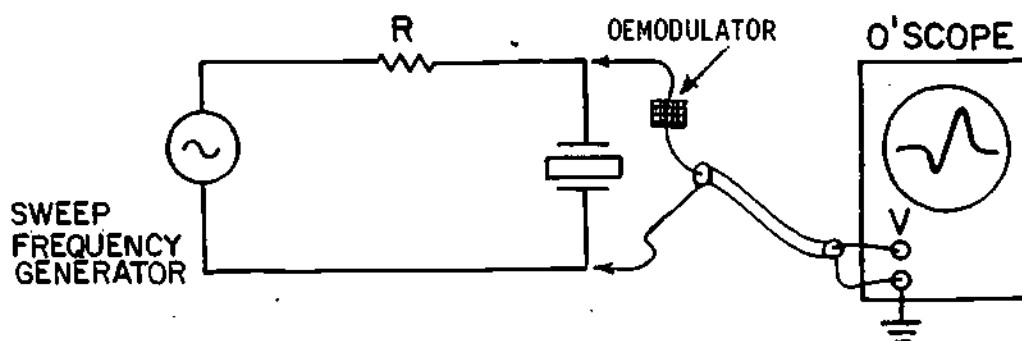 R
OEMODULATOR
O'SCOPE
SWEEP
FREQUENCY
GENERATOR
V